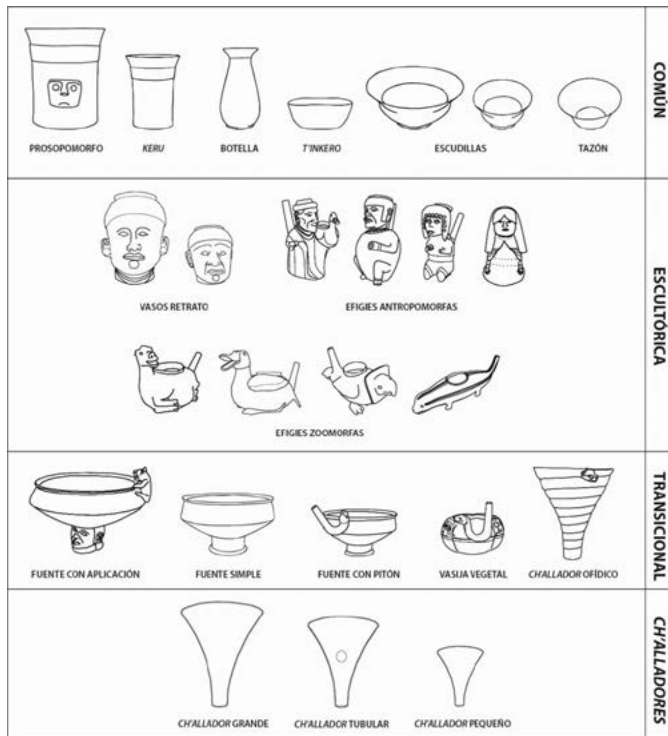 COMÚN
PROSOPOMORFO
KERU
BOTELLA
T'INKERO
ESCUDILLAS
TAZÓN
ESCULTÓRICA
VASOS RETRATO
EFIGIES ANTROPOMORFAS
EFIGIES ZOOMORFAS
TRANSICIONAL
FUENTE CON APLICACIÓN
FUENTE SIMPLE
FUENTE CON PITÓN
VASIJA VEGETAL
CH'ALLADOR OFÍDICO
CH'ALLADORES
CH'ALLADOR GRANDE
CH'ALLADOR TUBULAR
CH'ALLADOR PEQUEÑO